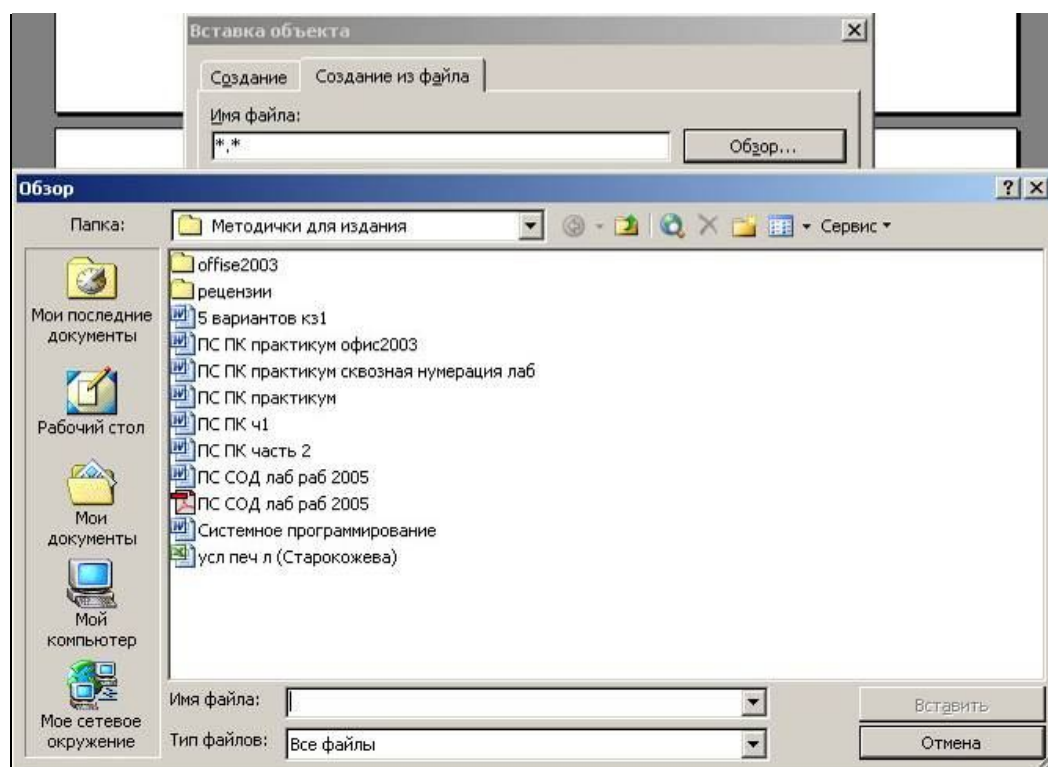 Вставка объекта
Создание
Создание из файла
Имя файла:
*.*
Обзор...
Обзор
Папка:
Методички для издания
Сервис
Мои последние
документы
Рабочий стол
Мои
документы
Мой
компьютер
Мое сетевое
окружение
offise2003
рецензии
5 вариантов кз1
ПС ПК практикум офис2003
ПС ПК практикум сквозная нумерация лаб
ПС ПК практикум
ПС ПК ч1
ПС ПК часть 2
ПС СОД лаб раб 2005
ПС СОД лаб раб 2005
Системное программирование
усл печ л (Старокожева)
Имя файла:
Вставить
Тип файлов:
Все файлы
Отмена